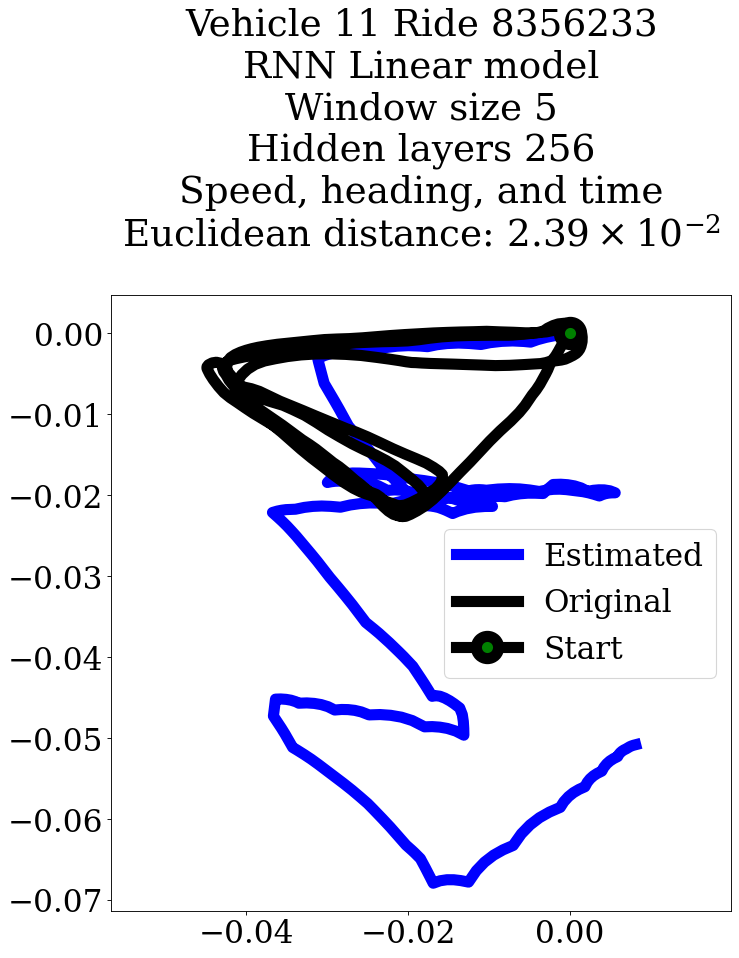 Vehicle 11 Ride 8356233
RNN Linear model
Window size 5
Hidden layers 256
Speed, heading, and time
Euclidean distance: 2.39 × 10⁻²
0.00
−0.01
−0.02
−0.03
−0.04
−0.05
−0.06
−0.07
Estimated
Original
Start
−0.04 −0.02 0.00